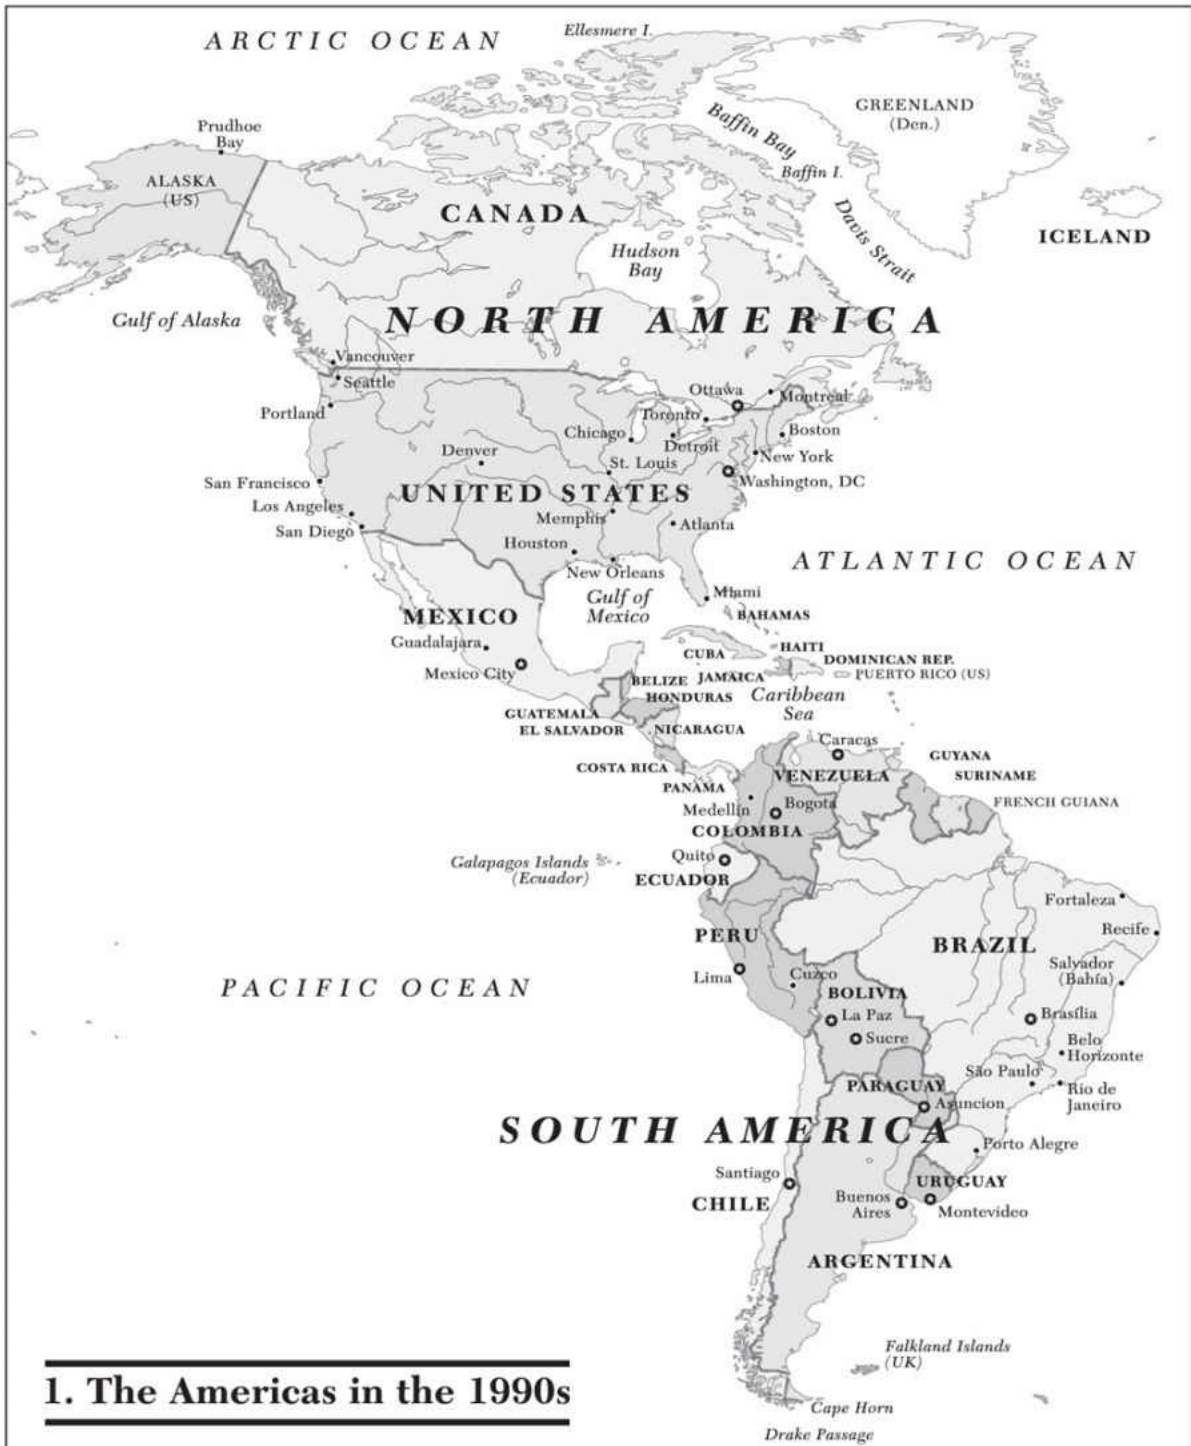 ARCTIC OCEAN
Ellesmere I.
GREENLAND
(Den.)
Baffin Bay
Prudhoe
Bay
Baffin I.
ALASKA
(US)
CANADA
Davis Strait
ICELAND
Hudson
Bay
Gulf of Alaska
NORTH AMERICA
Vancouver
Seattle
Ottawa
Montreal
Portland
Toronto
Chicago
Boston
Detroit
Denver
New York
St. Louis
San Francisco
Washington, DC
UNITED STATES
Los Angeles
Memphis
Atlanta
San Diego
Houston
ATLANTIC OCEAN
New Orleans
Miami
Gulf of
Mexico
BAHAMAS
MEXICO
Guadalajara
CUBA
HAITI
DOMINICAN REP.
Mexico City
BELIZE
JAMAICA
PUERTO RICO (US)
HONDURAS
Caribbean
Sea
GUATEMALA
EL SALVADOR
NICARAGUA
Caracas
COSTA RICA
GUYANA
VENEZUELA
SURINAME
PANAMA
FRENCH GUIANA
Medellín
Bogota
COLOMBIA
Quito
Galapagos Islands
(Ecuador)
ECUADOR
Fortaleza
Recife
PERU
BRAZIL
Salvador
(Bahía)
Lima
Cuzco
PACIFIC OCEAN
BOLIVIA
La Paz
Brasília
Sucre
Belo
Horizonte
São Paulo
PARAGUAY
Rio de
Janeiro
Asuncion
SOUTH AMERICA
Porto Alegre
Santiago
URUGUAY
CHILE
Buenos
Aires
Montevideo
ARGENTINA
Falkland Islands
(UK)
1. The Americas in the 1990s
Cape Horn
Drake Passage